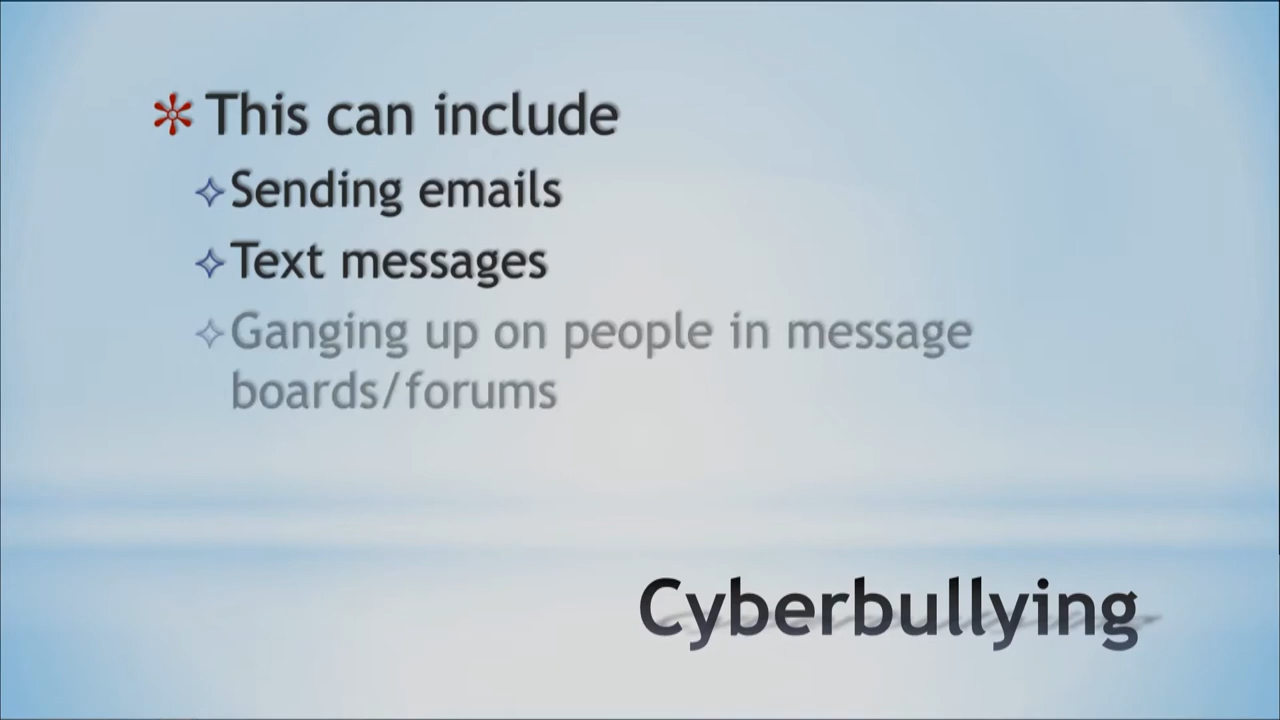 This can include
Sending emails
Text messages
Ganging up on people in message
boards/forums
Cyberbullying